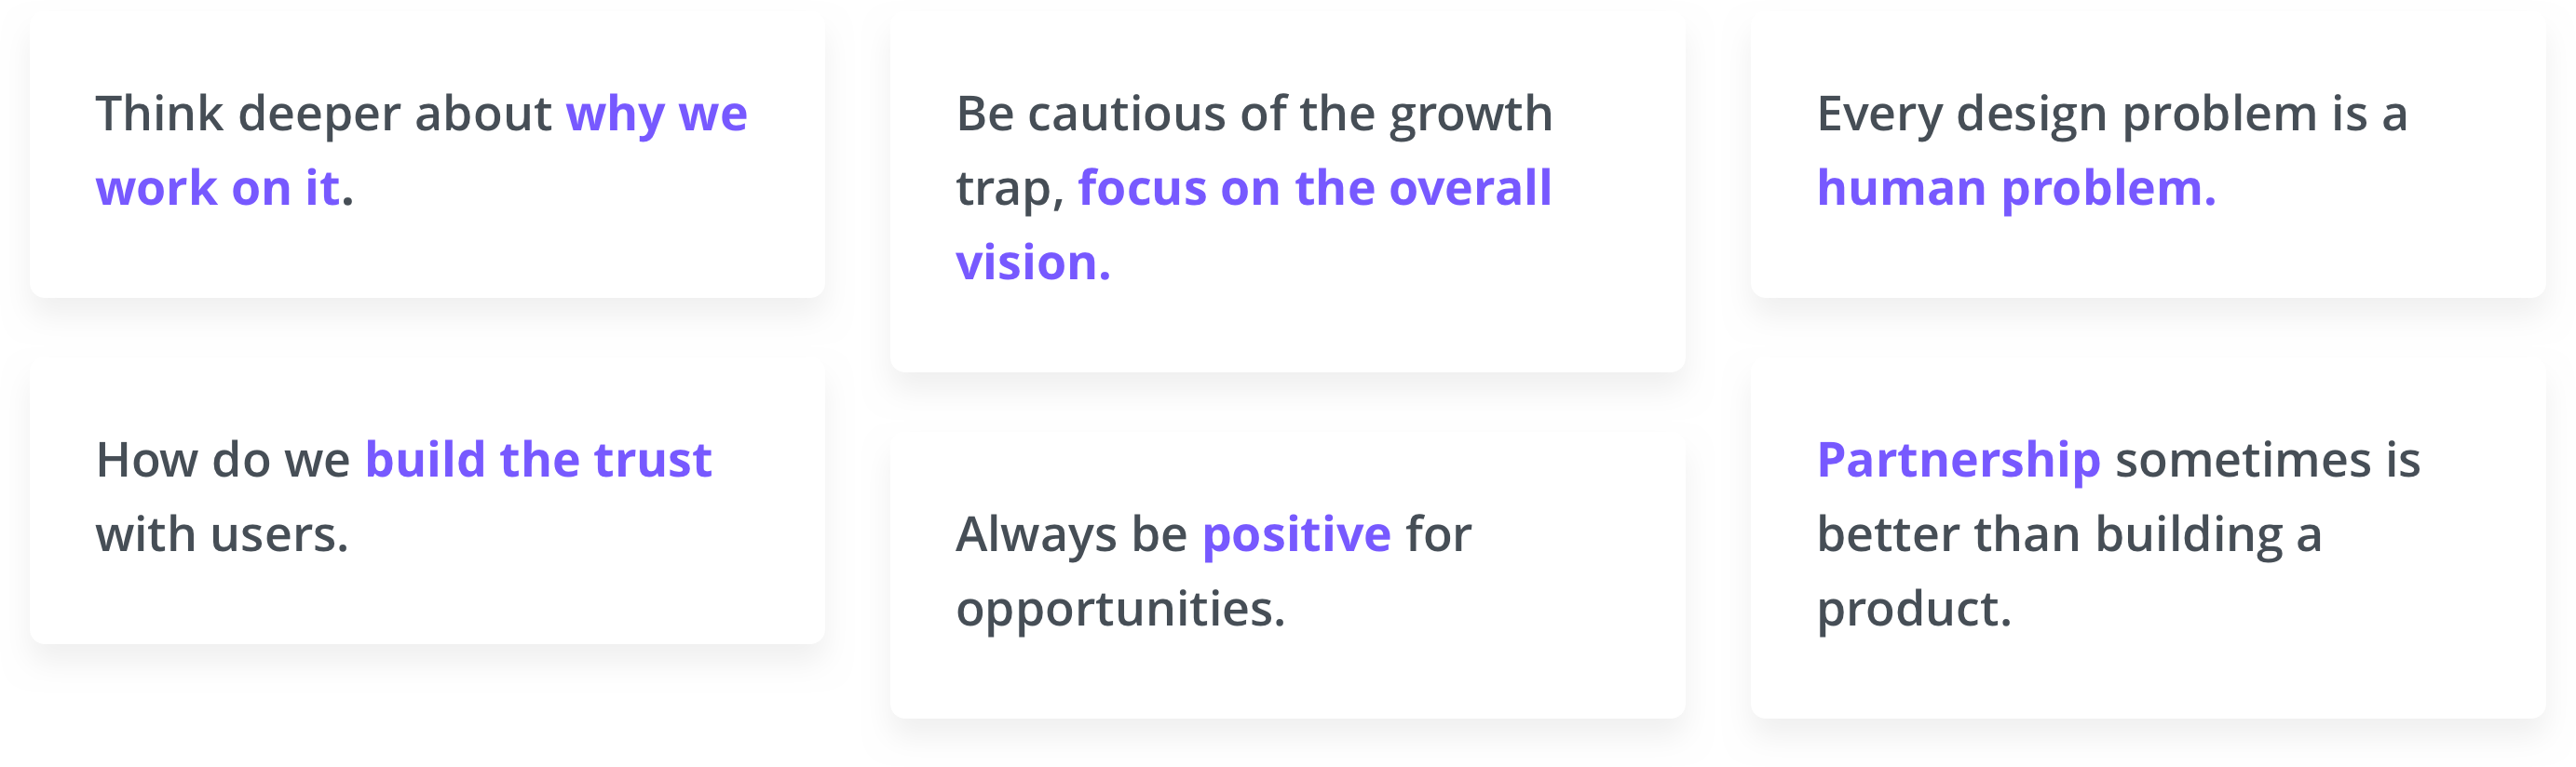 Think deeper about why we
work on it.
Be cautious of the growth
trap, focus on the overall
vision.
Every design problem is a
human problem.
How do we build the trust
with users.
Always be positive for
opportunities.
Partnership sometimes is
better than building a
product.